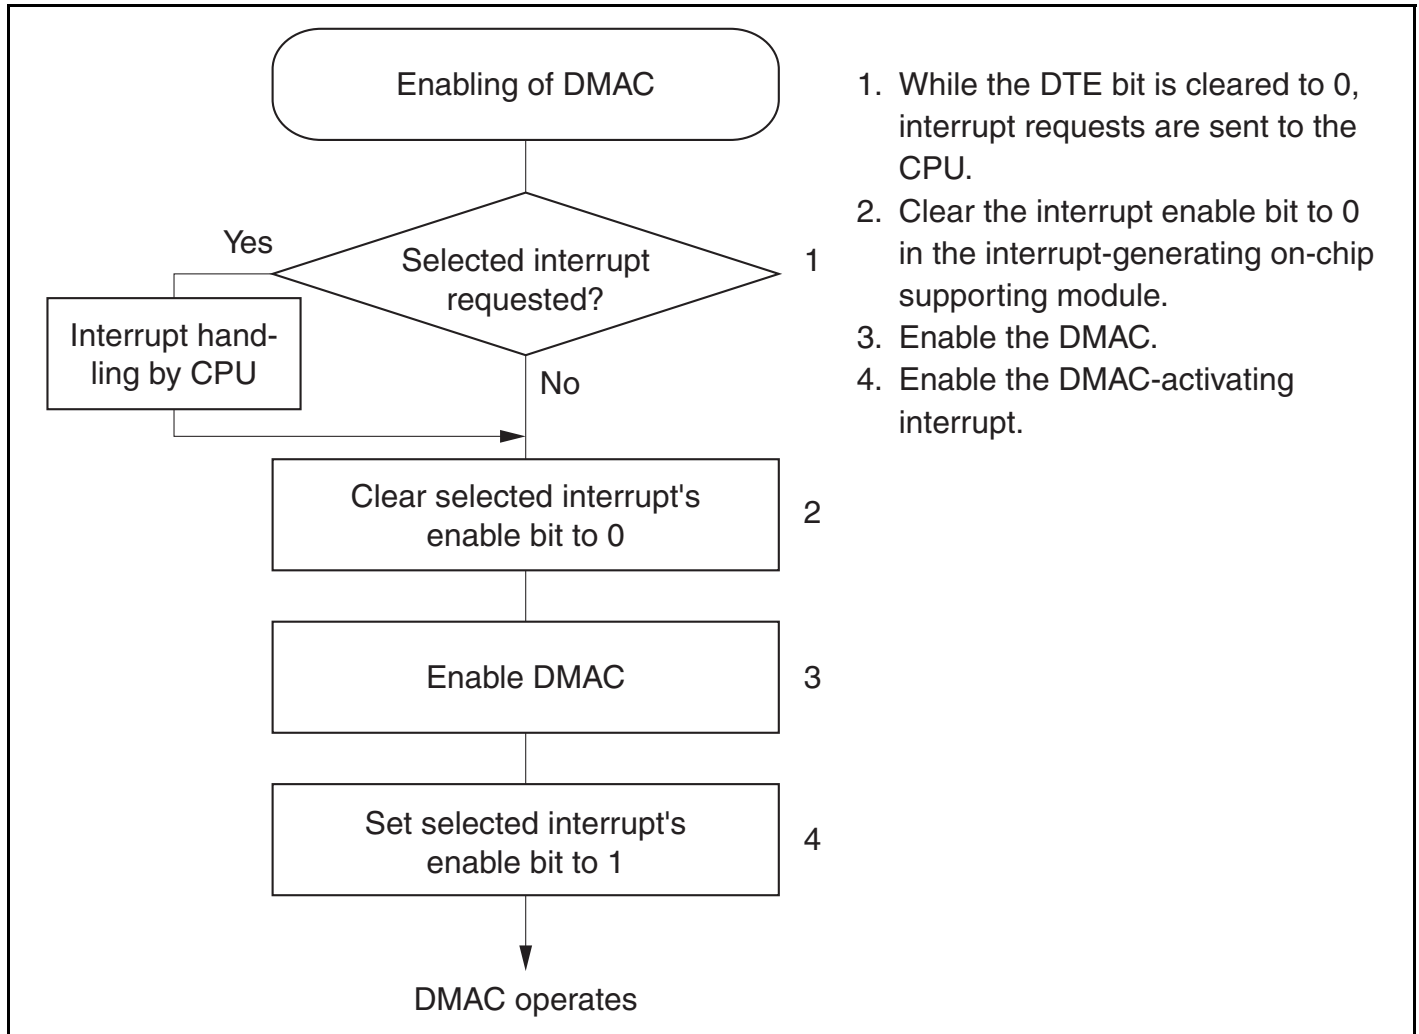 Enabling of DMAC
Selected interrupt
requested?
1
Yes
Interrupt hand-
ling by CPU
No
Clear selected interrupt's
enable bit to 0
2
Enable DMAC
3
Set selected interrupt's
enable bit to 1
4
DMAC operates
1. While the DTE bit is cleared to 0,
interrupt requests are sent to the
CPU.
2. Clear the interrupt enable bit to 0
in the interrupt-generating on-chip
supporting module.
3. Enable the DMAC.
4. Enable the DMAC-activating
interrupt.